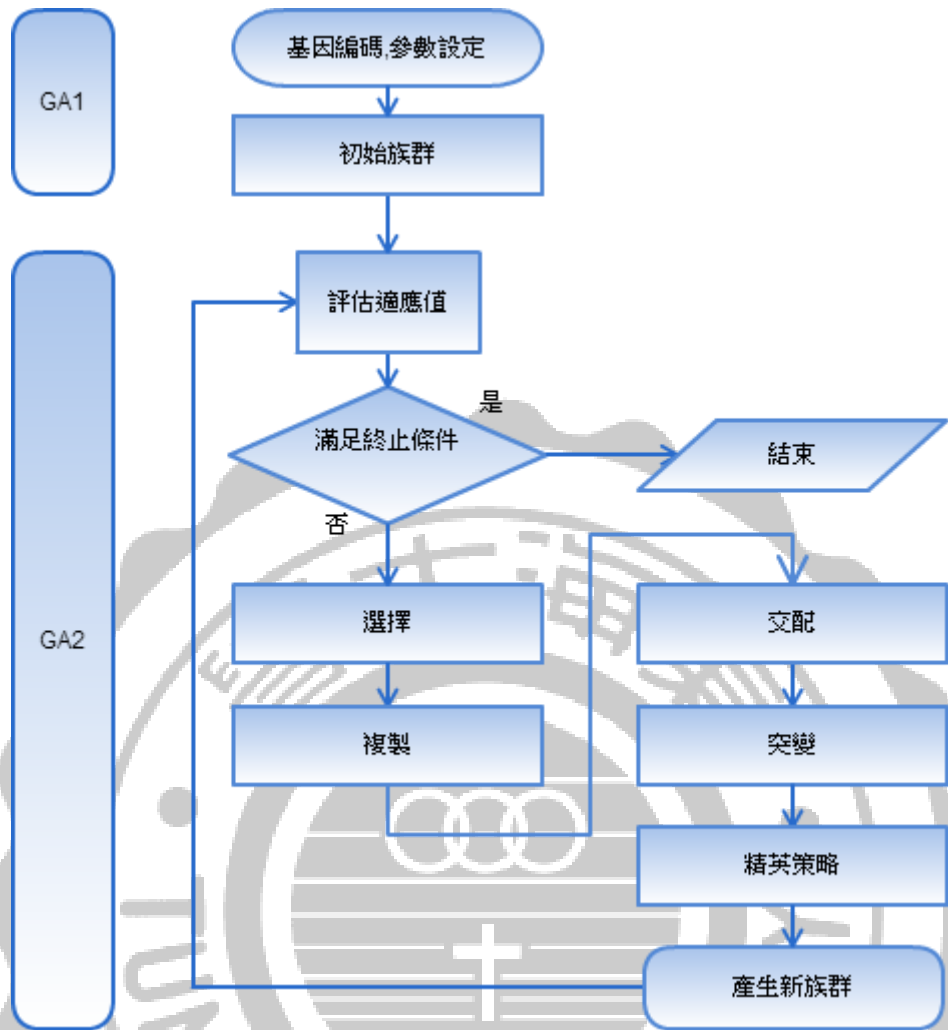 GA1
基因編碼,參數設定
初始族群
GA2
評估適應值
滿足終止條件
是
結束
否
選擇
複製
交配
突變
精英策略
產生新族群